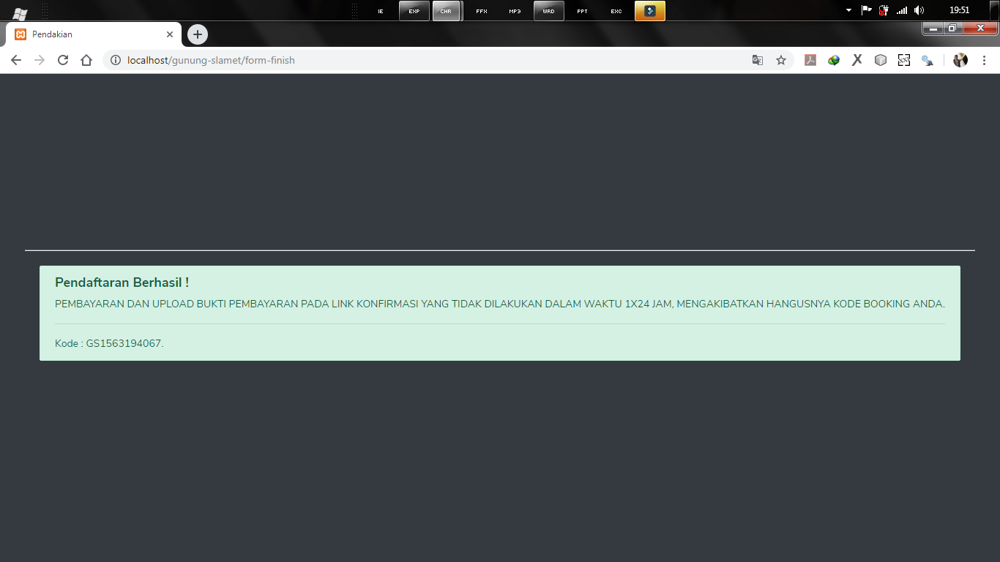 IE EXP CHR FFX MP3 WRD PPT EXC 19:51
Pendakian
localhost/gunung-slamet/form-finish
Pendaftaran Berhasil !
PEMBAYARAN DAN UPLOAD BUKTI PEMBAYARAN PADA LINK KONFIRMASI YANG TIDAK DILAKUKAN DALAM WAKTU 1X24 JAM, MENGAKIBATKAN HANGUSNYA KODE BOOKING ANDA.
Kode : GS1563194067.